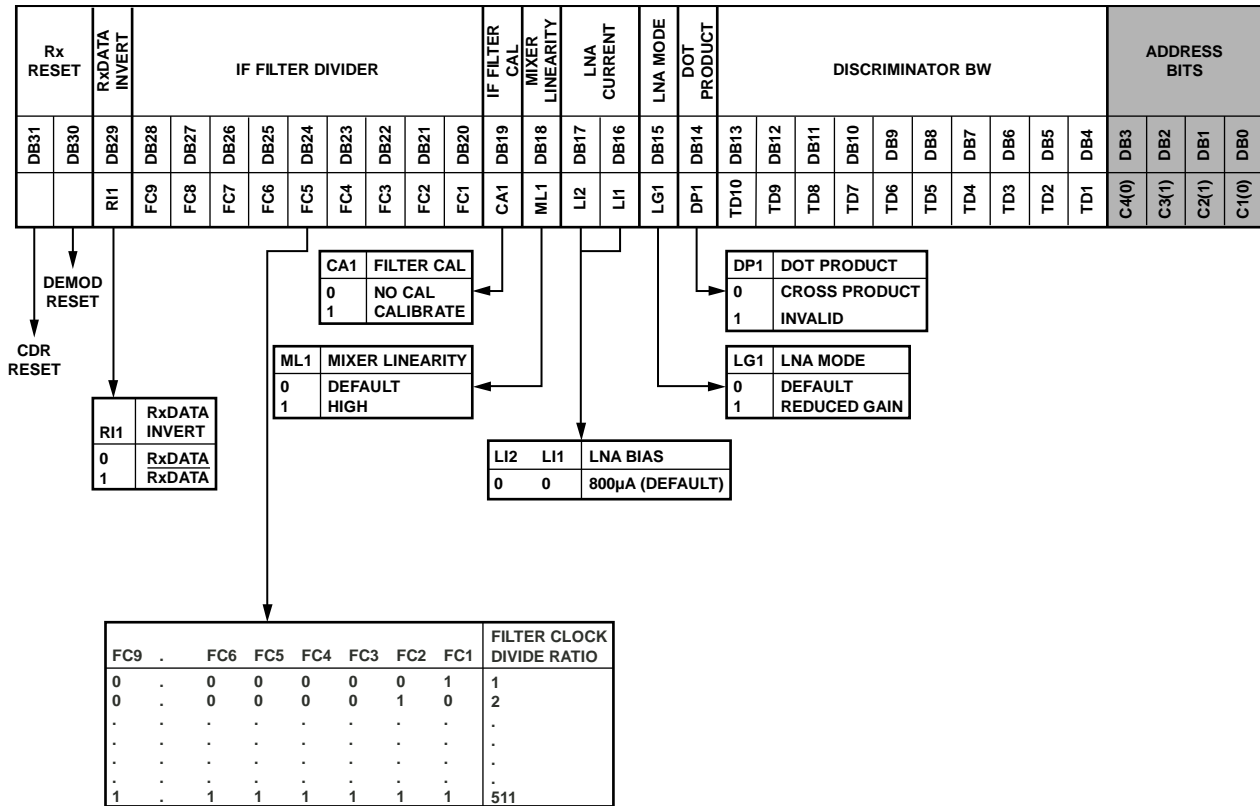 Rx RESET
RxDATA INVERT
IF FILTER DIVIDER
IF FILTER CAL
MIXER LINEARITY
LNA CURRENT
LNA MODE
DOT PRODUCT
DISCRIMINATOR BW
ADDRESS BITS
DB31 DB30 DB29 DB28 DB27 DB26 DB25 DB24 DB23 DB22 DB21 DB20 DB19 DB18 DB17 DB16 DB15 DB14 DB13 DB12 DB11 DB10 DB9 DB8 DB7 DB6 DB5 DB4 DB3 DB2 DB1 DB0
RI1 FC9 FC8 FC7 FC6 FC5 FC4 FC3 FC2 FC1 CA1 ML1 LI2 LI1 LG1 DP1 TD10 TD9 TD8 TD7 TD6 TD5 TD4 TD3 TD2 TD1 C4(0) C3(1) C2(1) C1(0)
DEMOD
RESET
CDR
RESET
CA1 FILTER CAL
0 NO CAL
1 CALIBRATE
DP1 DOT PRODUCT
0 CROSS PRODUCT
1 INVALID
ML1 MIXER LINEARITY
0 DEFAULT
1 HIGH
LG1 LNA MODE
0 DEFAULT
1 REDUCED GAIN
RI1 RxDATA INVERT
0 RxDATA
1 RxDATA
LI2 LI1 LNA BIAS
0 0 800µA (DEFAULT)
FC9 . FC6 FC5 FC4 FC3 FC2 FC1 FILTER CLOCK DIVIDE RATIO
0 . 0 0 0 0 0 1 1
0 . 0 0 0 0 1 0 2
. . . . . . . . .
. . . . . . . . .
. . . . . . . . .
. . . . . . . . .
1 . 1 1 1 1 1 1 511